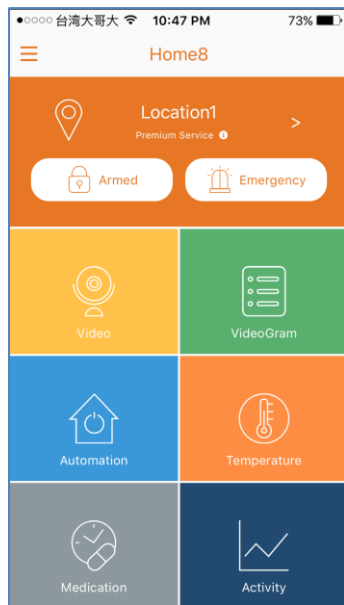 台湾大哥大 10:47 PM 73%
Home8
Location1 >
Premium Service
Armed Emergency
Video VideoGram
Automation Temperature
Medication Activity